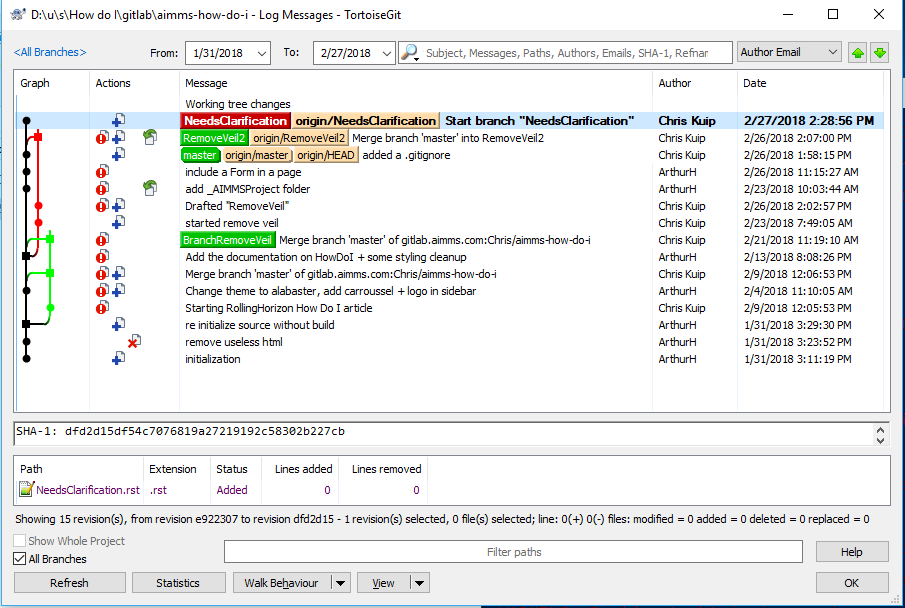 D:\u\s\How do I\gitlab\aimms-how-do-i - Log Messages - TortoiseGit
<All Branches> From: 1/31/2018 To: 2/27/2018 Subject, Messages, Paths, Authors, Emails, SHA-1, Refnar Author Email
Graph Actions Message Author Date
Working tree changes
NeedsClarification origin/NeedsClarification Start branch "NeedsClarification" Chris Kuip 2/27/2018 2:28:56 PM
RemoveVeil2 origin/RemoveVeil2 Merge branch 'master' into RemoveVeil2 Chris Kuip 2/26/2018 2:07:00 PM
master origin/master origin/HEAD added a .gitignore Chris Kuip 2/26/2018 1:58:15 PM
include a Form in a page ArthurH 2/26/2018 11:15:27 AM
add _AIMMSProject folder ArthurH 2/23/2018 10:03:44 AM
Drafted "RemoveVeil" Chris Kuip 2/26/2018 2:02:57 PM
started remove veil Chris Kuip 2/23/2018 7:49:05 AM
BranchRemoveVeil Merge branch 'master' of gitlab.aimms.com:Chris/aimms-how-do-i Chris Kuip 2/21/2018 11:19:10 AM
Add the documentation on HowDoI + some styling cleanup ArthurH 2/13/2018 8:08:26 PM
Merge branch 'master' of gitlab.aimms.com:Chris/aimms-how-do-i Chris Kuip 2/9/2018 12:06:53 PM
Change theme to alabaster, add carroussel + logo in sidebar ArthurH 2/4/2018 11:10:05 AM
Starting RollingHorizon How Do I article Chris Kuip 2/9/2018 12:05:53 PM
re initialize source without build ArthurH 1/31/2018 3:29:30 PM
remove useless html ArthurH 1/31/2018 3:23:52 PM
initialization ArthurH 1/31/2018 3:11:19 PM
SHA-1: dfd2d15df54c7076819a27219192c58302b227cb
Path Extension Status Lines added Lines removed
NeedsClarification.rst .rst Added 0 0
Showing 15 revision(s), from revision e922307 to revision dfd2d15 - 1 revision(s) selected, 0 file(s) selected; line: 0(+) 0(-) files: modified = 0 added = 0 deleted = 0 replaced = 0
Show Whole Project
All Branches Filter paths Help
Refresh Statistics Walk Behaviour View OK